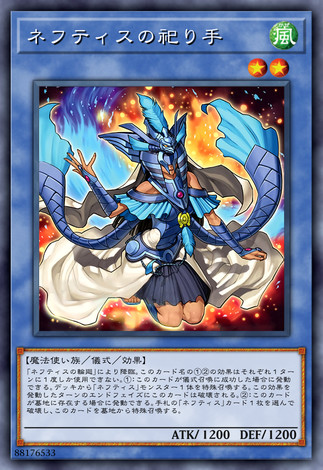 ネフティスの祀り手
風
【魔法使い族／儀式／効果】
「ネフティスの輪廻」により降臨。このカード名の①②の効果はそれぞれ１ター
ンに１度しか使用できない。①：このカードが儀式召喚に成功した場合に発動
できる。デッキから「ネフティス」モンスター１体を特殊召喚する。この効果を発
動したターンのエンドフェイズにこのカードは破壊される。②：このカード
が墓地に存在する場合に発動できる。手札の「ネフティス」カード１枚を選んで
破壊し、このカードを墓地から特殊召喚する。
ATK/ 1200 DEF/ 1200
88176533